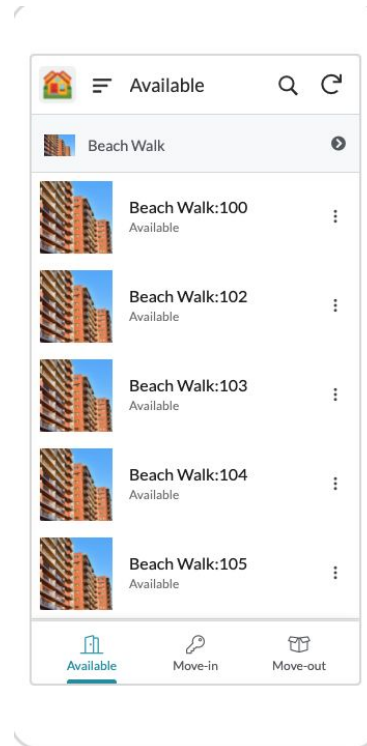 Available
Beach Walk
Beach Walk:100
Available
Beach Walk:102
Available
Beach Walk:103
Available
Beach Walk:104
Available
Beach Walk:105
Available
Available Move-in Move-out